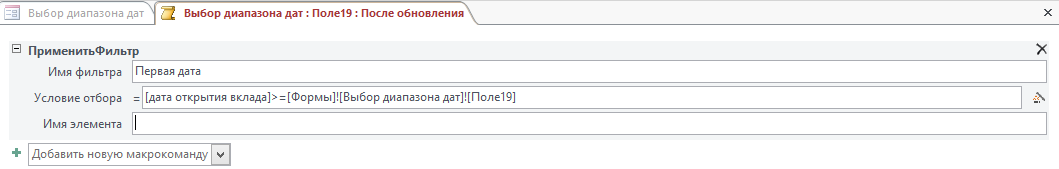 Выбор диапазона дат Выбор диапазона дат : Поле19 : После обновления
ПрименитьФильтр
Имя фильтра Первая дата
Условие отбора = [дата открытия вклада]>=[Формы]![Выбор диапазона дат]![Поле19]
Имя элемента
Добавить новую макрокоманду